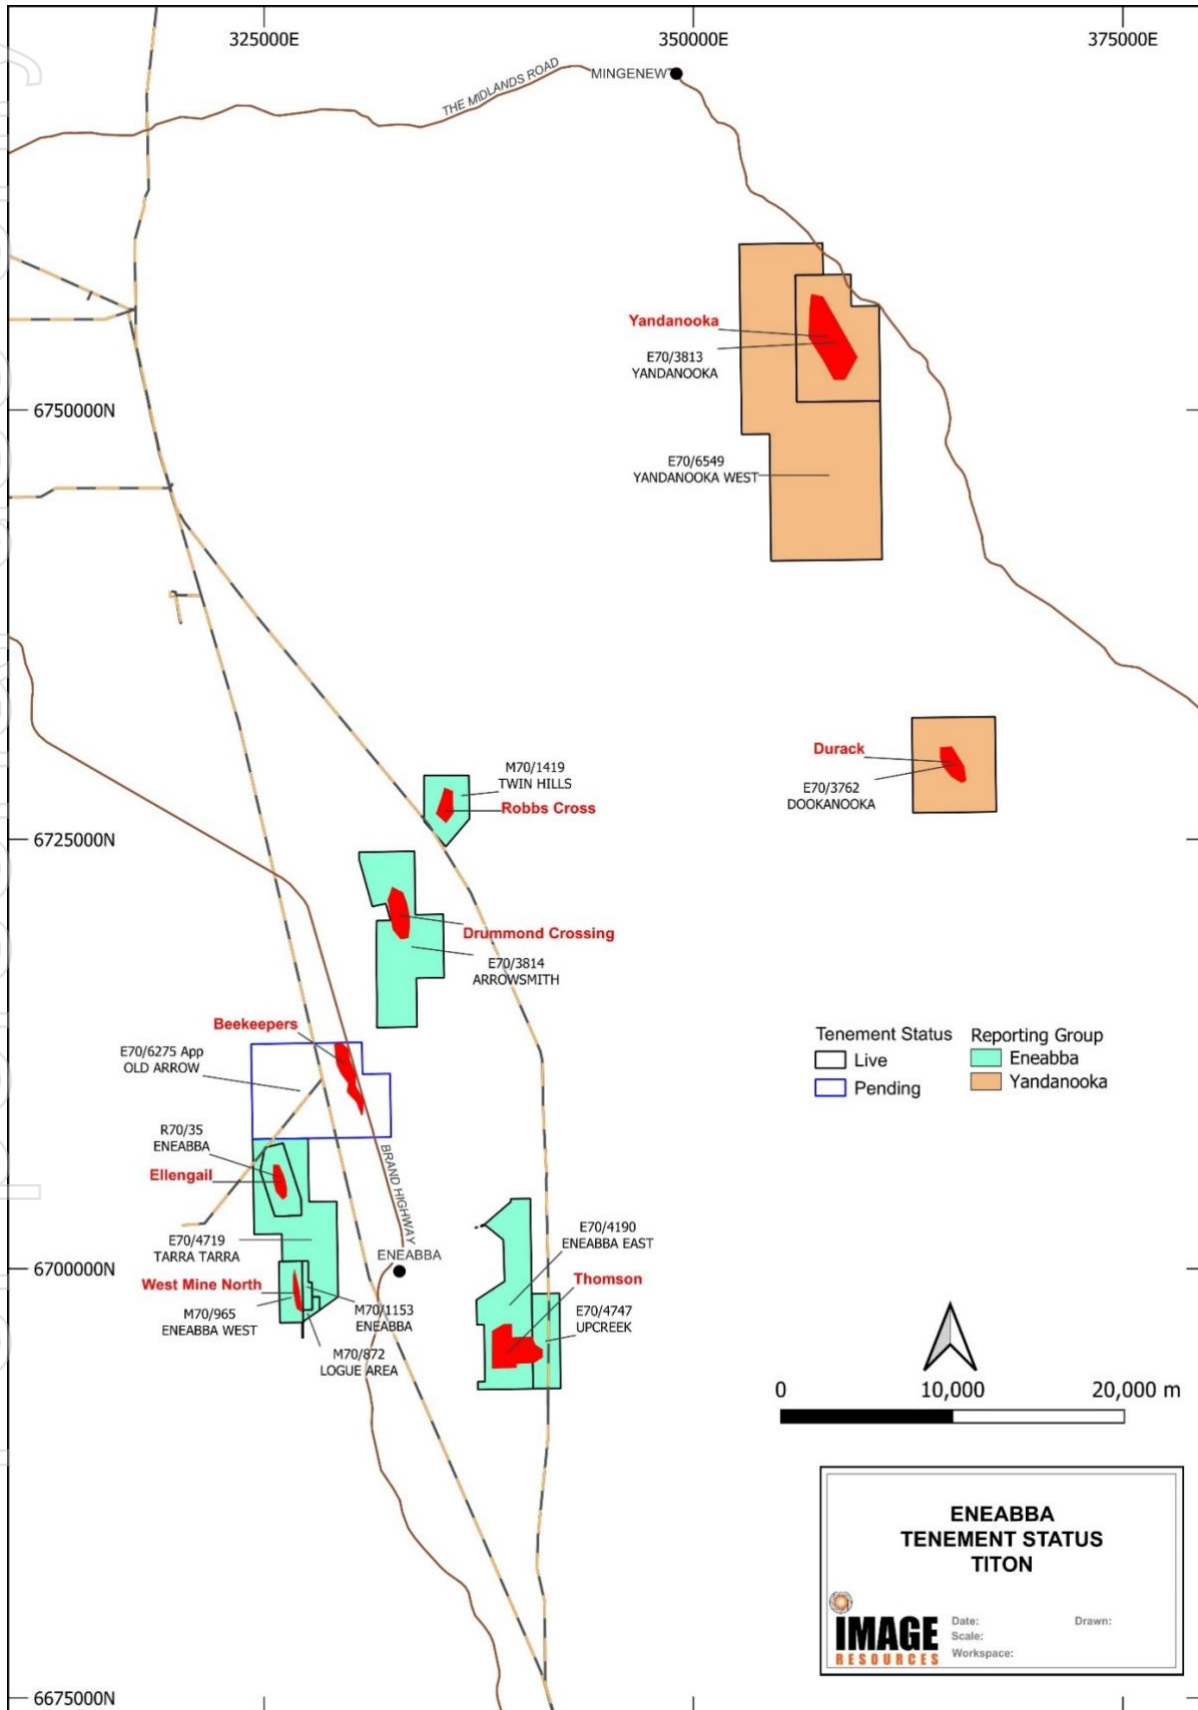 325000E
350000E
375000E
THE MIDLANDS ROAD
MINGENEW
Yandanooka
E70/3813
YANDANOOKA
6750000N
E70/6549
YANDANOOKA WEST
Durack
E70/3762
DOOKANOOKA
M70/1419
TWIN HILLS
Robbs Cross
6725000N
Drummond Crossing
E70/3814
ARROWSMITH
Beekeepers
E70/6275 App
OLD ARROW
Tenement Status
Live
Pending
Reporting Group
Eneabba
Yandanooka
R70/35
ENEABBA
Ellengail
BRAND HIGHWAY
E70/4719
TARRA TARRA
E70/4190
ENEABBA EAST
ENEABBA
6700000N
West Mine North
Thomson
M70/965
ENEABBA WEST
M70/1153
ENEABBA
E70/4747
UPCREEK
M70/872
LOGUE AREA
0 10,000 20,000 m
ENEABBA
TENEMENT STATUS
TITON
IMAGE
RESOURCES
Date:
Drawn:
Scale:
Workspace:
6675000N